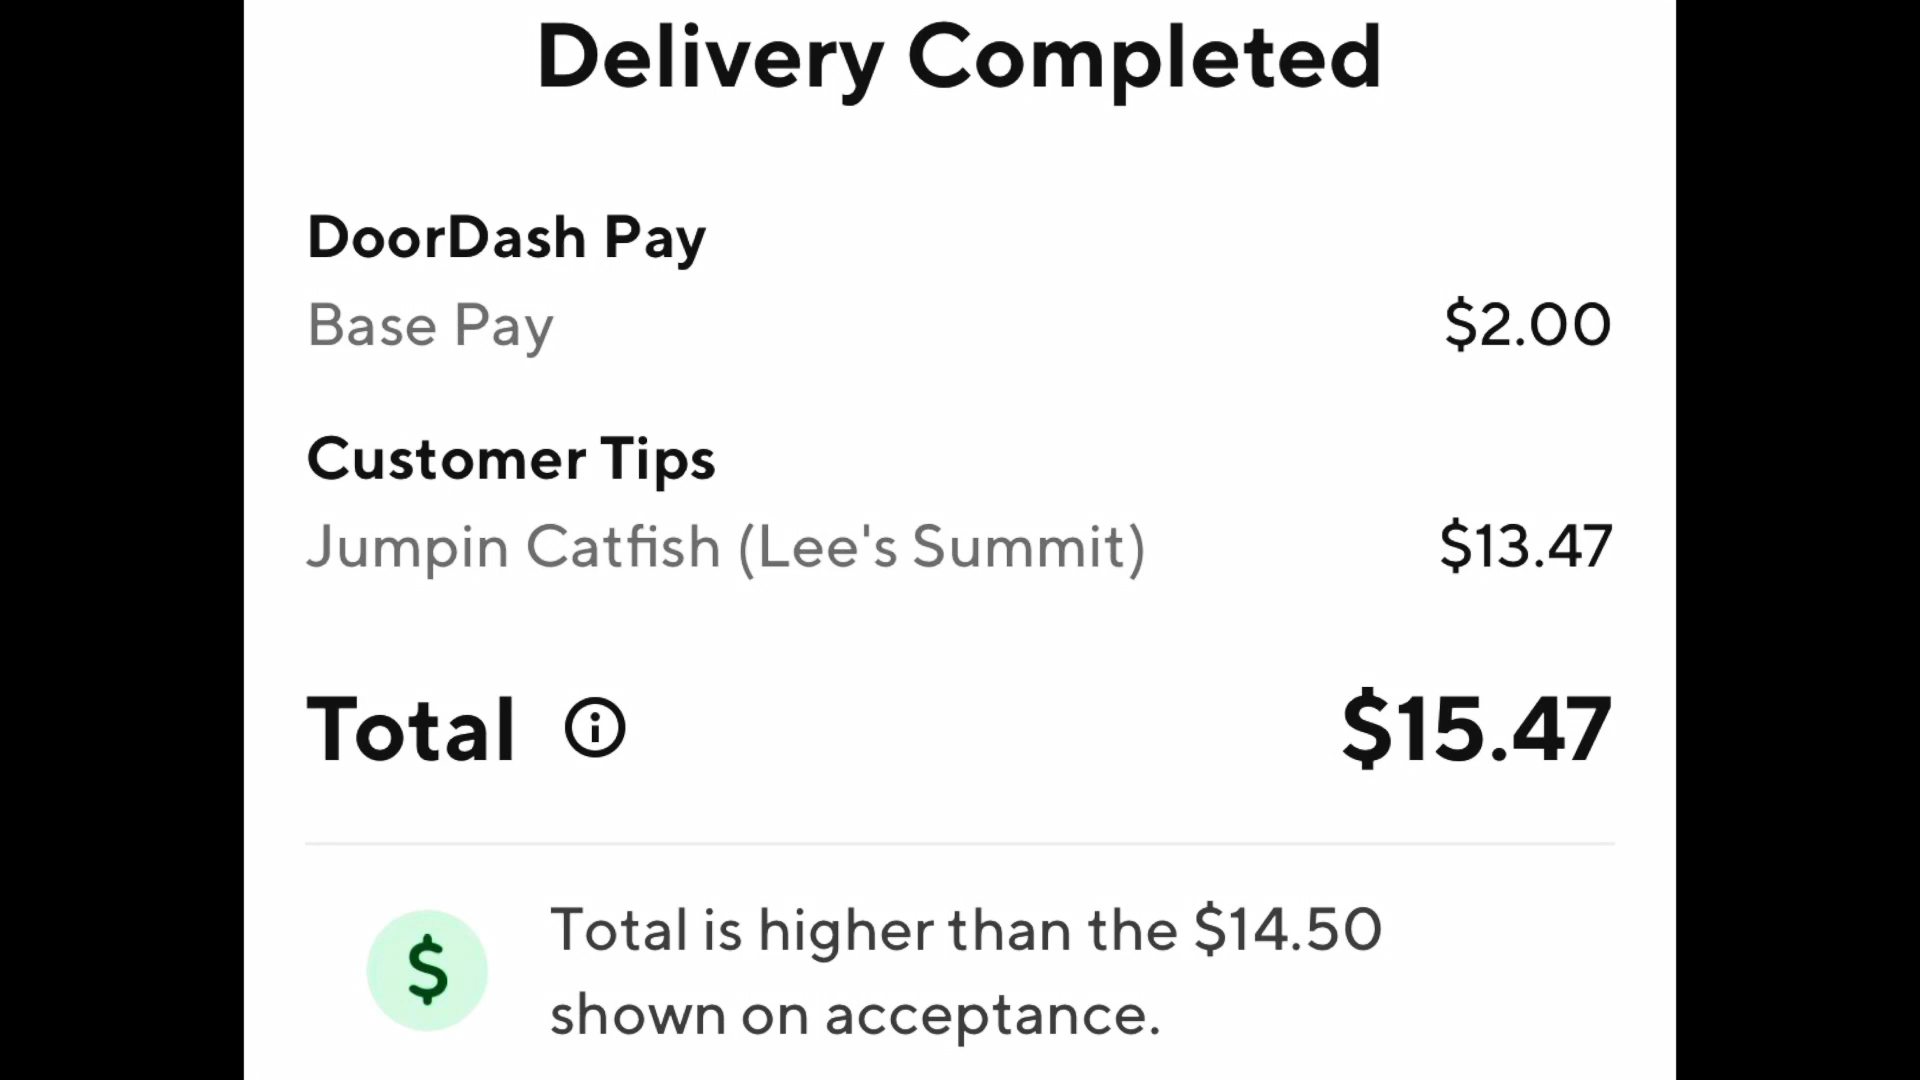 Delivery Completed
DoorDash Pay
Base Pay $2.00
Customer Tips
Jumpin Catfish (Lee's Summit) $13.47
Total $15.47
$ Total is higher than the $14.50
shown on acceptance.